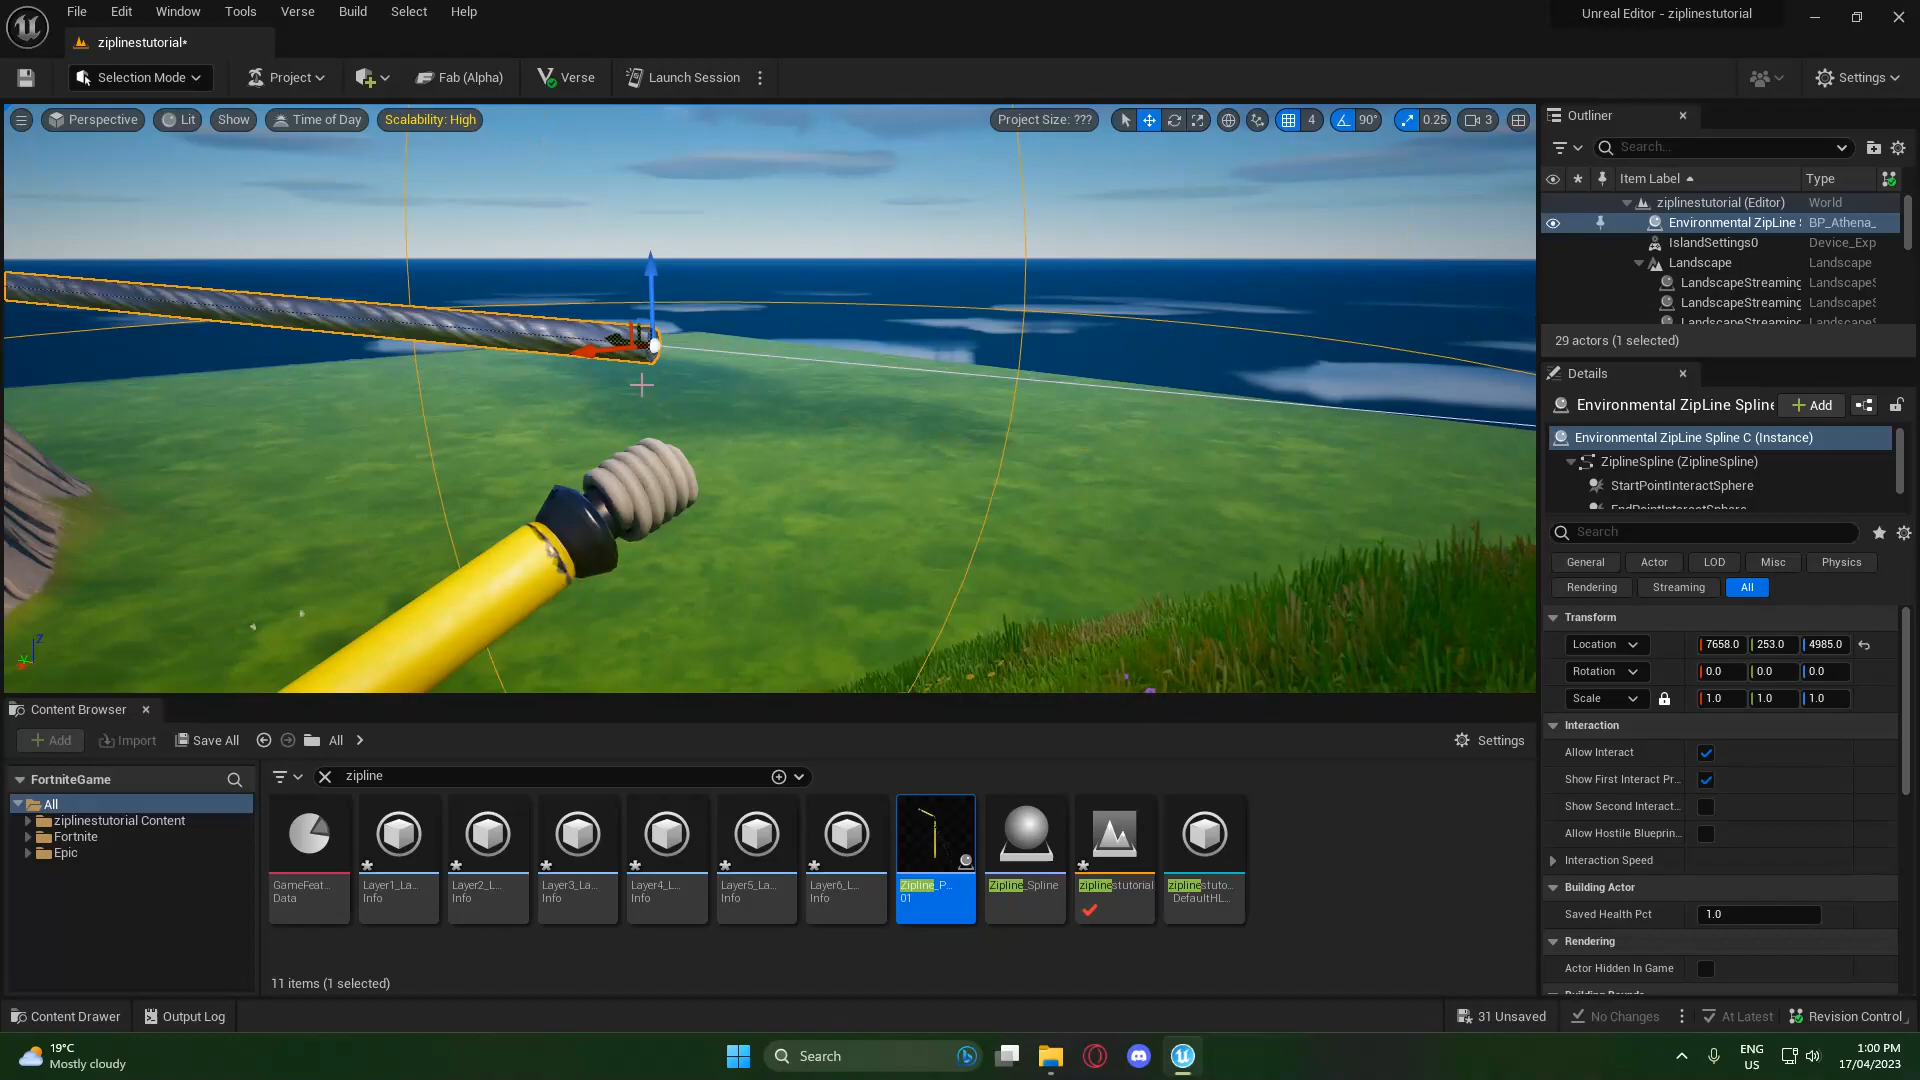 File Edit Window Tools Verse Build Select Help
Unreal Editor - ziplinestutorial
ziplinestutorial*
Selection Mode
Project
Fab (Alpha)
Verse
Launch Session
Settings
Perspective
Lit
Show
Time of Day
Scalability: High
Project Size: ???
4
90°
0.25
3
Outliner
Search...
Item Label
Type
ziplinestutorial (Editor) World
Environmental ZipLine S BP_Athena_
IslandSettings0 Device_Exp
Landscape Landscape
LandscapeStreaming LandscapeS
LandscapeStreaming LandscapeS
LandscapeStreaming LandscapeS
29 actors (1 selected)
Details
Environmental ZipLine Spline
Add
Environmental ZipLine Spline C (Instance)
ZiplineSpline (ZiplineSpline)
StartPointInteractSphere
EndPointInteractSphere
Search
General Actor LOD Misc Physics
Rendering Streaming All
Transform
Location 7658.0 253.0 4985.0
Rotation 0.0 0.0 0.0
Scale 1.0 1.0 1.0
Interaction
Allow Interact
Show First Interact Pr...
Show Second Interact...
Allow Hostile Blueprin...
Interaction Speed
Building Actor
Saved Health Pct 1.0
Rendering
Actor Hidden In Game
Z
Y
Content Browser
Add
Import
Save All
All
Settings
FortniteGame
All
ziplinestutorial Content
Fortnite
Epic
zipline
GameFeat...
Data
Layer1_La...
Info
Layer2_L...
Info
Layer3_La...
Info
Layer4_L...
Info
Layer5_La...
Info
Layer6_L...
Info
Zipline_P...
01
Zipline_Spline
ziplinestutorial
ziplinestuto...
DefaultHL...
11 items (1 selected)
Content Drawer
Output Log
31 Unsaved
No Changes
At Latest
Revision Control
19°C
Mostly cloudy
Search
ENG
US
1:00 PM
17/04/2023